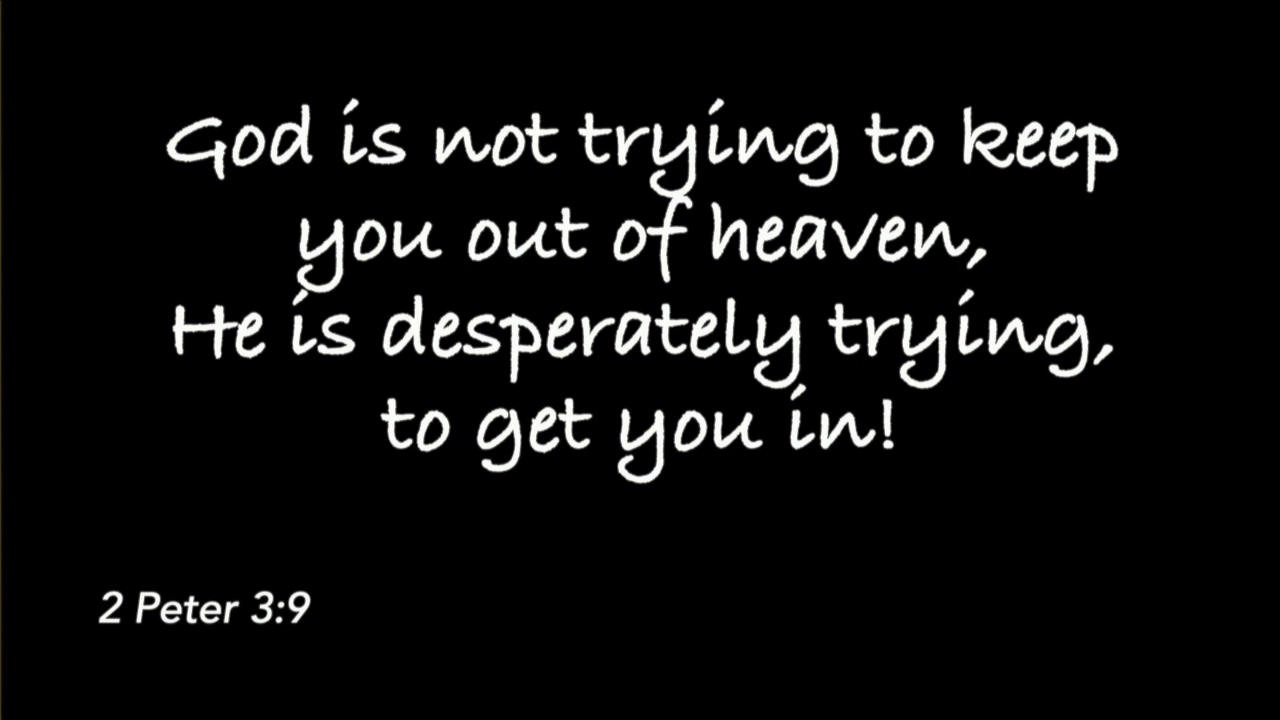 God is not trying to keep
you out of heaven,
He is desperately trying,
to get you in!
2 Peter 3:9